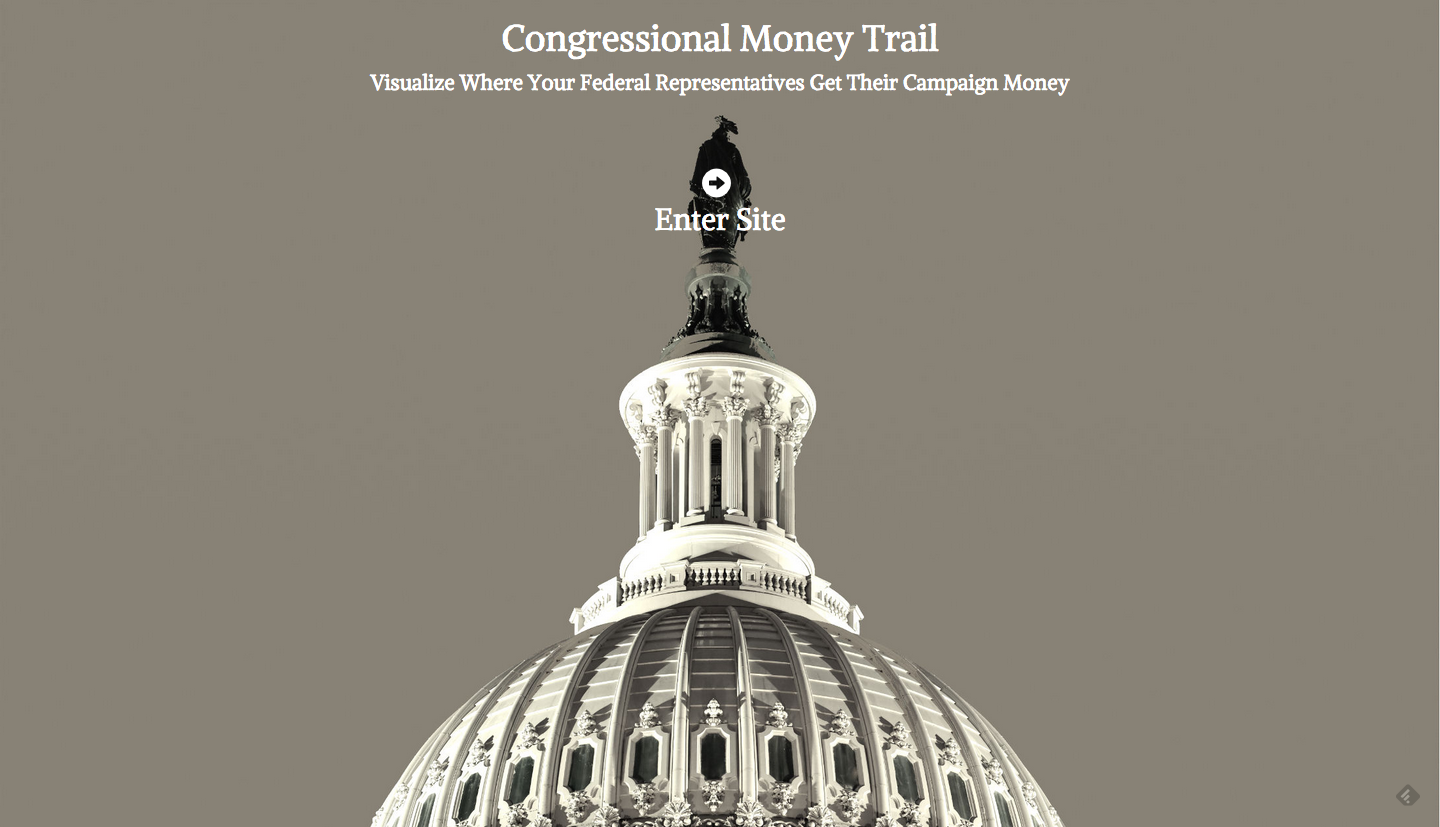 Congressional Money Trail
Visualize Where Your Federal Representatives Get Their Campaign Money
Enter Site